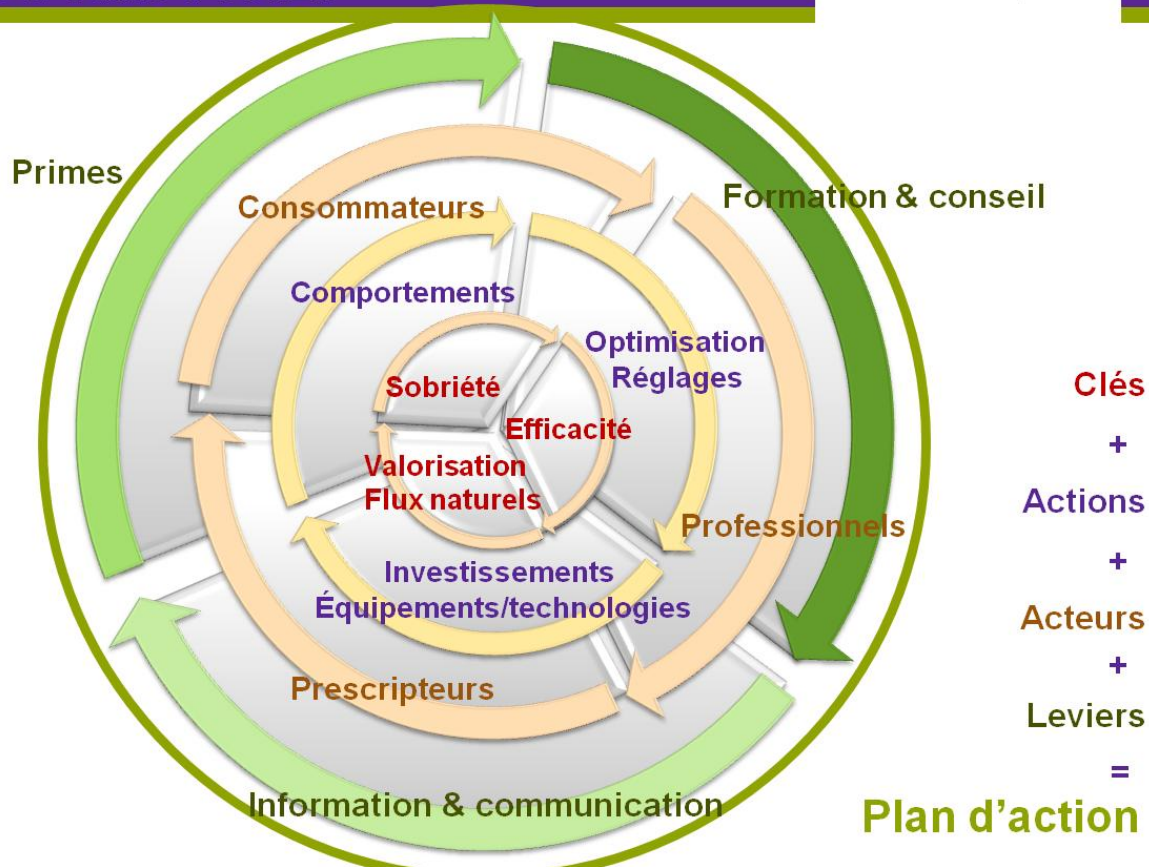 Primes
Consommateurs
Formation & conseil
Comportements
Optimisation
Réglages
Sobriété
Efficacité
Valorisation
Flux naturels
Professionnels
Investissements
Équipements/technologies
Prescripteurs
Information & communication
Clés
+
Actions
+
Acteurs
+
Leviers
=
Plan d’action